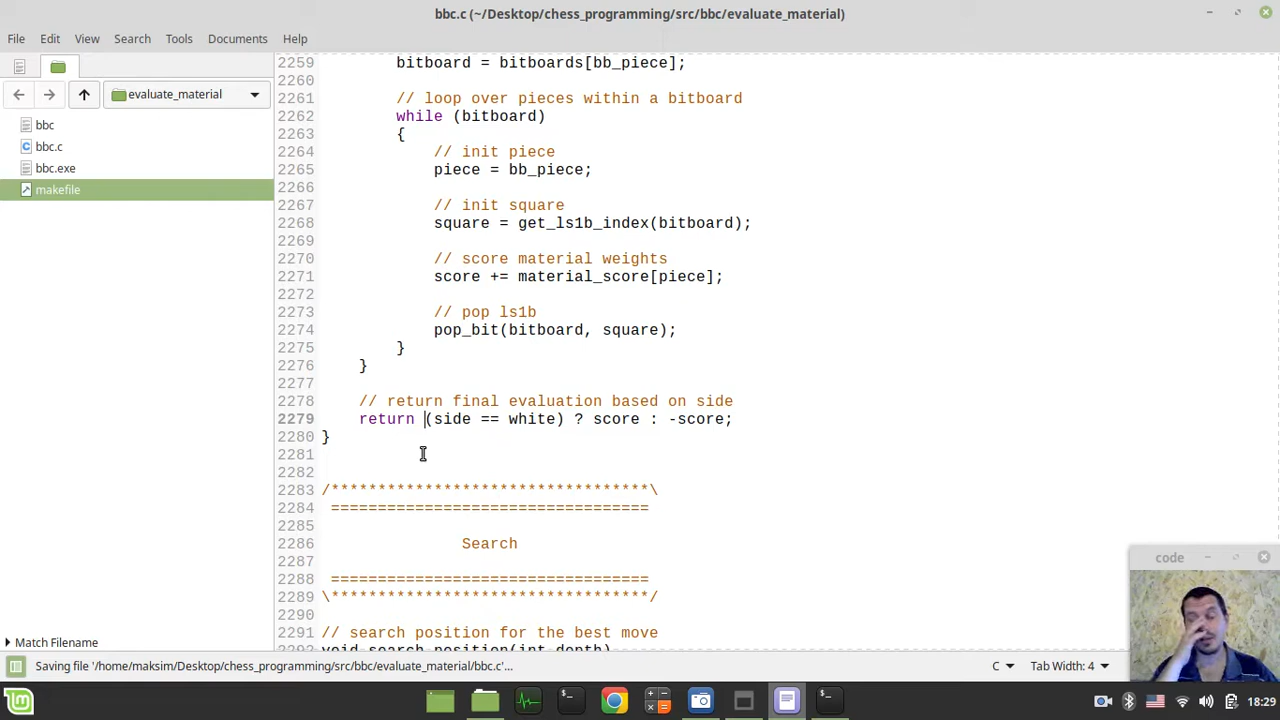 bbc.c (~/Desktop/chess_programming/src/bbc/evaluate_material)
File Edit View Search Tools Documents Help
evaluate_material
bbc
bbc.c
bbc.exe
makefile
Match Filename
2259 bitboard = bitboards[bb_piece];
2260
2261 // loop over pieces within a bitboard
2262 while (bitboard)
2263 {
2264 // init piece
2265 piece = bb_piece;
2266
2267 // init square
2268 square = get_ls1b_index(bitboard);
2269
2270 // score material weights
2271 score += material_score[piece];
2272
2273 // pop ls1b
2274 pop_bit(bitboard, square);
2275 }
2276 }
2277
2278 // return final evaluation based on side
2279 return (side == white) ? score : -score;
2280 }
2281
2282
2283 /**********************************\
2284 ==================================
2285
2286 Search
2287
2288 ==================================
2289 \**********************************/
2290
2291 // search position for the best move
2292 void search_position(int depth)
code
Saving file '/home/maksim/Desktop/chess_programming/src/bbc/evaluate_material/bbc.c'...
C
Tab Width: 4
18:29